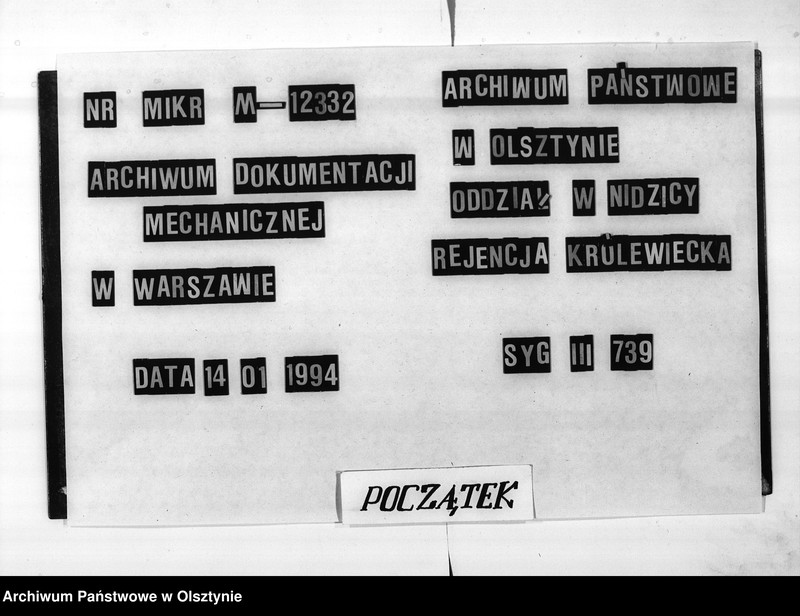 NR MIKR M-12332
ARCHIWUM DOKUMENTACJI
MECHANICZNEJ
W WARSZAWIE
DATA 14 01 1994
ARCHIWUM PAŃSTWOWE
W OLSZTYNIE
ODDZIAŁ W NIDZICY
REJENCJA KRÓLEWIECKA
SYG III 739
POCZĄTEK
Archiwum Państwowe w Olsztynie